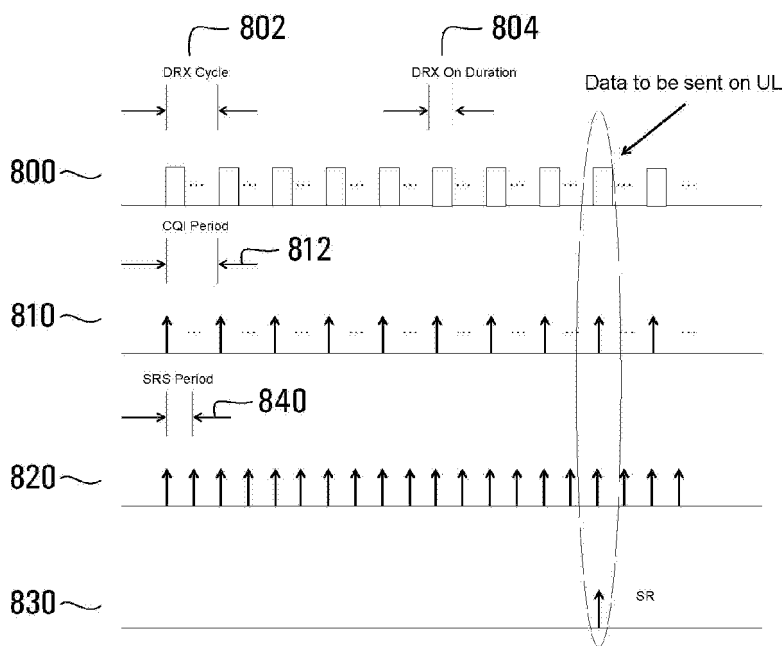 802
804
DRX Cycle
DRX On Duration
Data to be sent on UL
800
... ... ... ... ... ... ... ... ... ...
CQI Period
812
810
... ... ... ... ... ... ... ... ... ...
SRS Period
840
820
830
SR